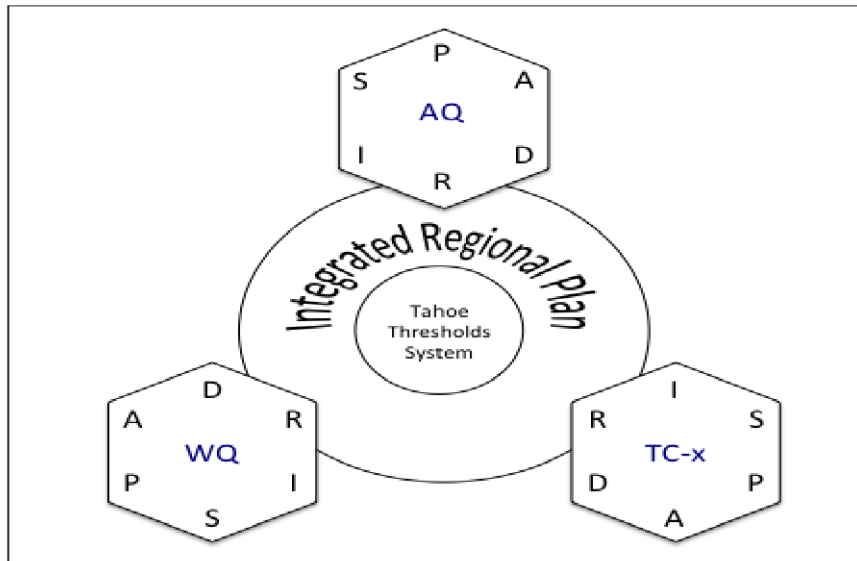 P
S A
AQ
I D
R
Integrated Regional Plan
Tahoe
Thresholds
System
D
A R
WQ
P I
S
I
R S
TC-x
D P
A